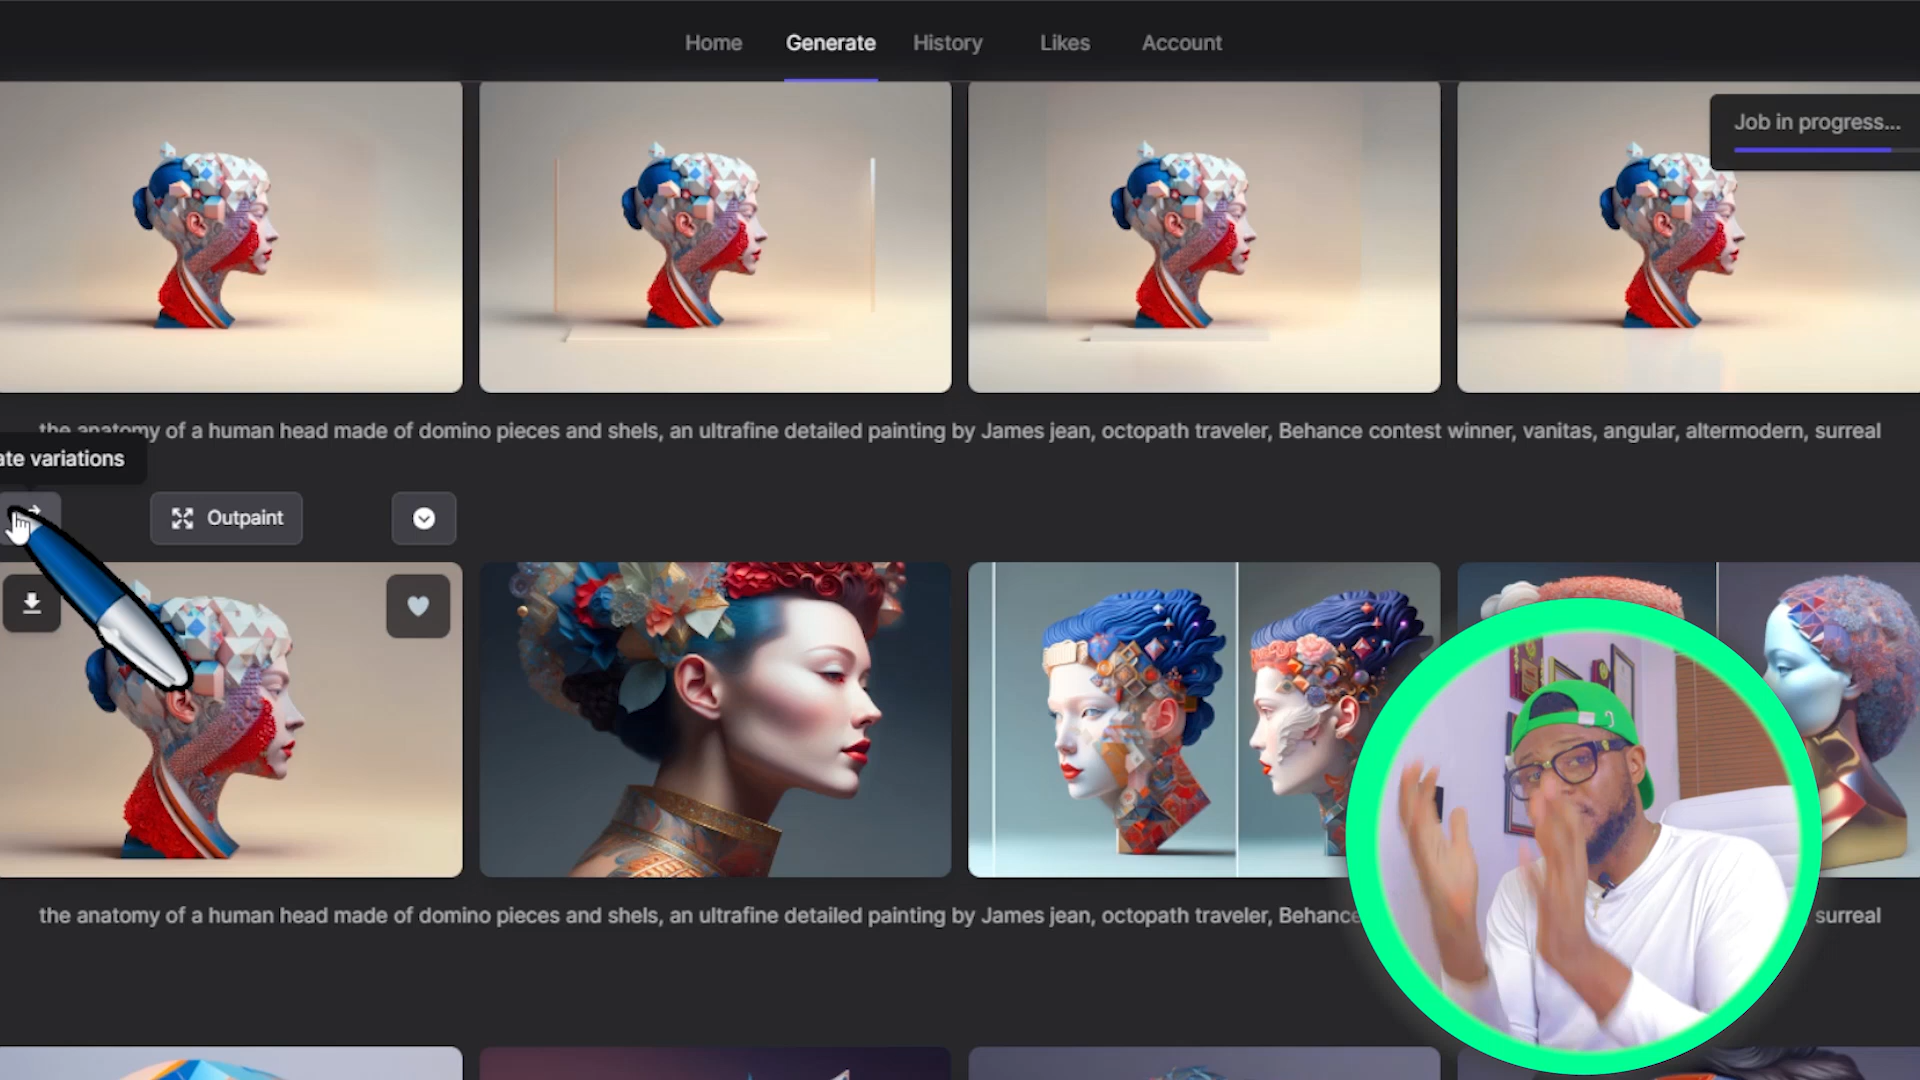 Home Generate History Likes Account
Job in progress...
the anatomy of a human head made of domino pieces and shels, an ultrafine detailed painting by James jean, octopath traveler, Behance contest winner, vanitas, angular, altermodern, surreal
ate variations
Outpaint
the anatomy of a human head made of domino pieces and shels, an ultrafine detailed painting by James jean, octopath traveler, Behance surreal